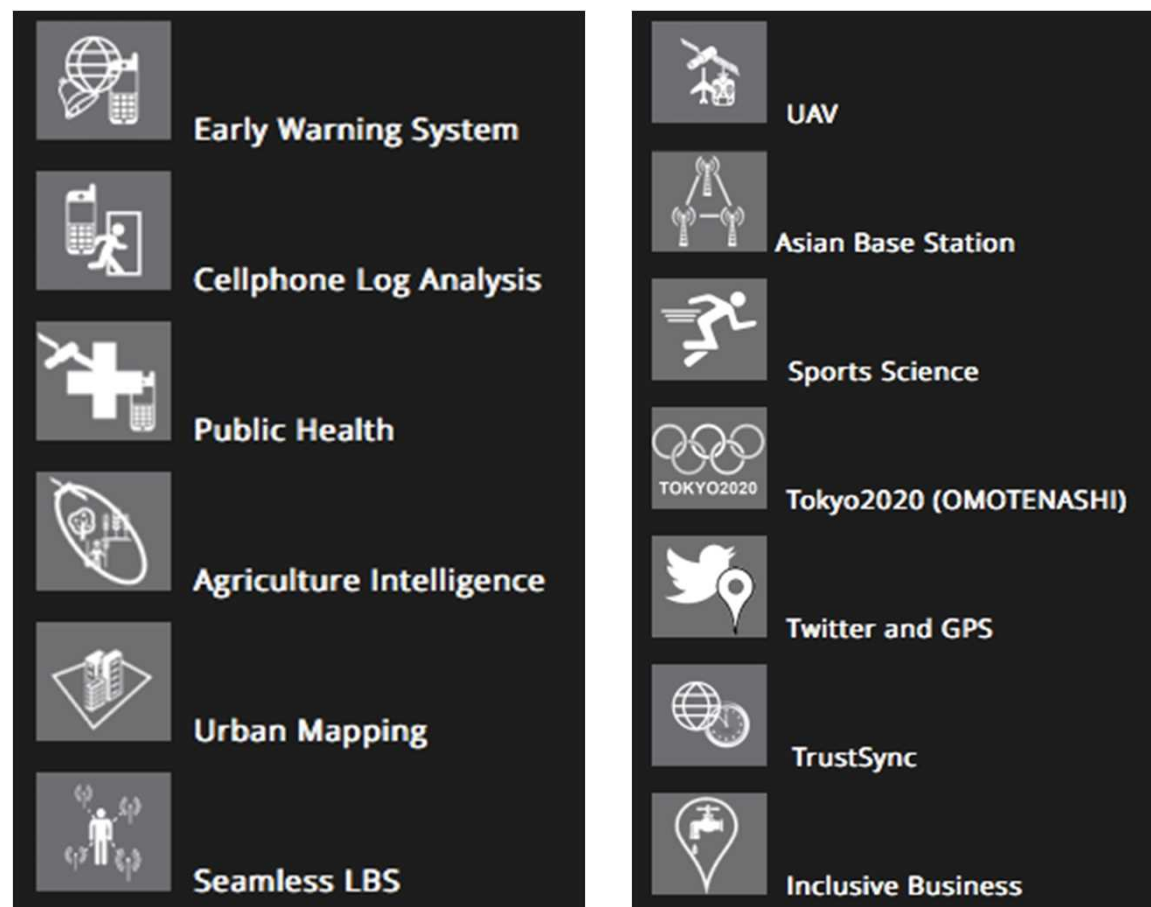 Early Warning System
Cellphone Log Analysis
Public Health
Agriculture Intelligence
Urban Mapping
Seamless LBS
UAV
Asian Base Station
Sports Science
TOKYO2020
Tokyo2020 (OMOTENASHI)
Twitter and GPS
TrustSync
Inclusive Business